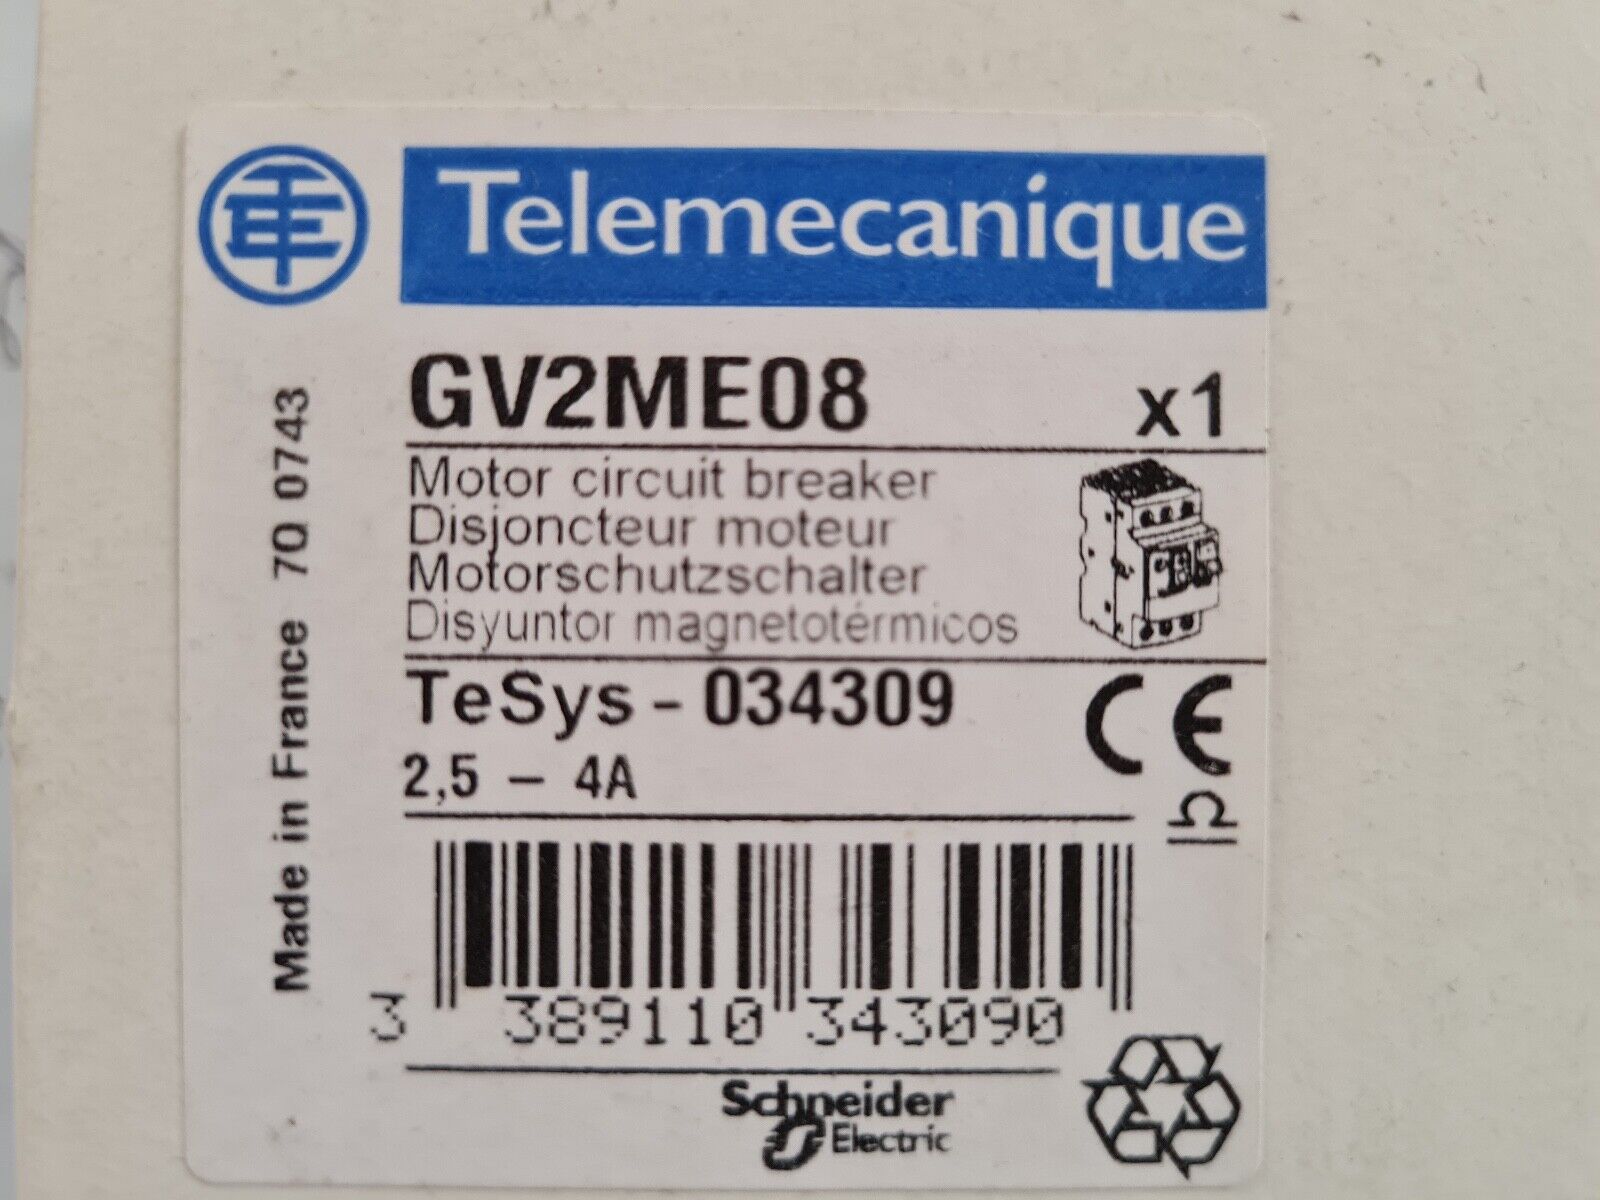 Telemecanique
GV2ME08 x1
Motor circuit breaker
Disjoncteur moteur
Motorschutzschalter
Disyuntor magnetotérmicos
TeSys - 034309
2,5 - 4A
CE
3 389110 343090
Schneider
Electric
Made in France 7Q 0743